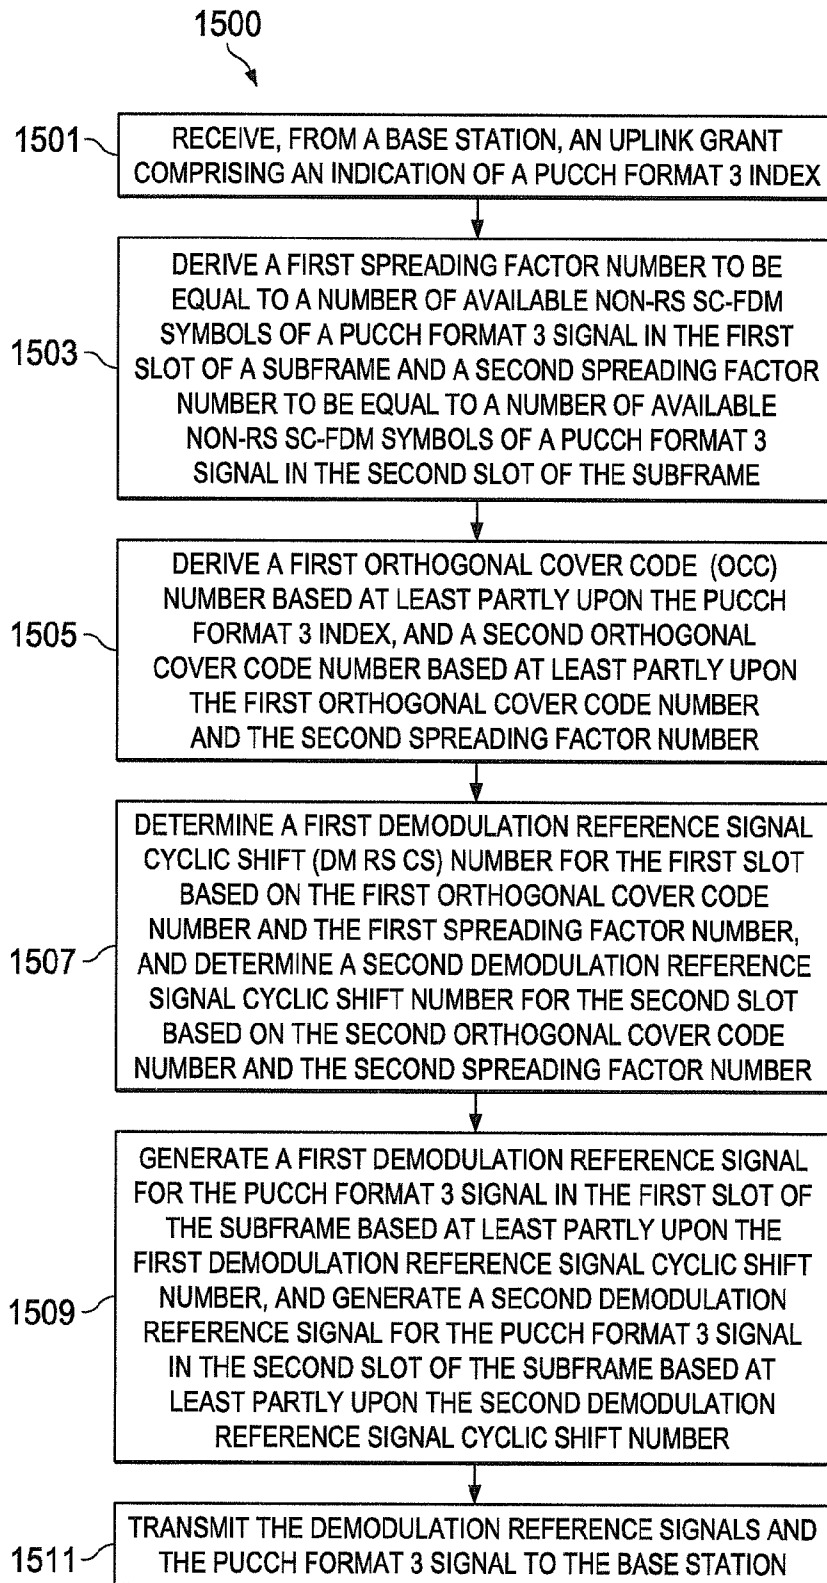 1500
1501
RECEIVE, FROM A BASE STATION, AN UPLINK GRANT
COMPRISING AN INDICATION OF A PUCCH FORMAT 3 INDEX
1503
DERIVE A FIRST SPREADING FACTOR NUMBER TO BE
EQUAL TO A NUMBER OF AVAILABLE NON-RS SC-FDM
SYMBOLS OF A PUCCH FORMAT 3 SIGNAL IN THE FIRST
SLOT OF A SUBFRAME AND A SECOND SPREADING FACTOR
NUMBER TO BE EQUAL TO A NUMBER OF AVAILABLE
NON-RS SC-FDM SYMBOLS OF A PUCCH FORMAT 3
SIGNAL IN THE SECOND SLOT OF THE SUBFRAME
1505
DERIVE A FIRST ORTHOGONAL COVER CODE (OCC)
NUMBER BASED AT LEAST PARTLY UPON THE PUCCH
FORMAT 3 INDEX, AND A SECOND ORTHOGONAL
COVER CODE NUMBER BASED AT LEAST PARTLY UPON
THE FIRST ORTHOGONAL COVER CODE NUMBER
AND THE SECOND SPREADING FACTOR NUMBER
1507
DETERMINE A FIRST DEMODULATION REFERENCE SIGNAL
CYCLIC SHIFT (DM RS CS) NUMBER FOR THE FIRST SLOT
BASED ON THE FIRST ORTHOGONAL COVER CODE
NUMBER AND THE FIRST SPREADING FACTOR NUMBER,
AND DETERMINE A SECOND DEMODULATION REFERENCE
SIGNAL CYCLIC SHIFT NUMBER FOR THE SECOND SLOT
BASED ON THE SECOND ORTHOGONAL COVER CODE
NUMBER AND THE SECOND SPREADING FACTOR NUMBER
1509
GENERATE A FIRST DEMODULATION REFERENCE SIGNAL
FOR THE PUCCH FORMAT 3 SIGNAL IN THE FIRST SLOT OF
THE SUBFRAME BASED AT LEAST PARTLY UPON THE
FIRST DEMODULATION REFERENCE SIGNAL CYCLIC SHIFT
NUMBER, AND GENERATE A SECOND DEMODULATION
REFERENCE SIGNAL FOR THE PUCCH FORMAT 3 SIGNAL
IN THE SECOND SLOT OF THE SUBFRAME BASED AT
LEAST PARTLY UPON THE SECOND DEMODULATION
REFERENCE SIGNAL CYCLIC SHIFT NUMBER
1511
TRANSMIT THE DEMODULATION REFERENCE SIGNALS AND
THE PUCCH FORMAT 3 SIGNAL TO THE BASE STATION